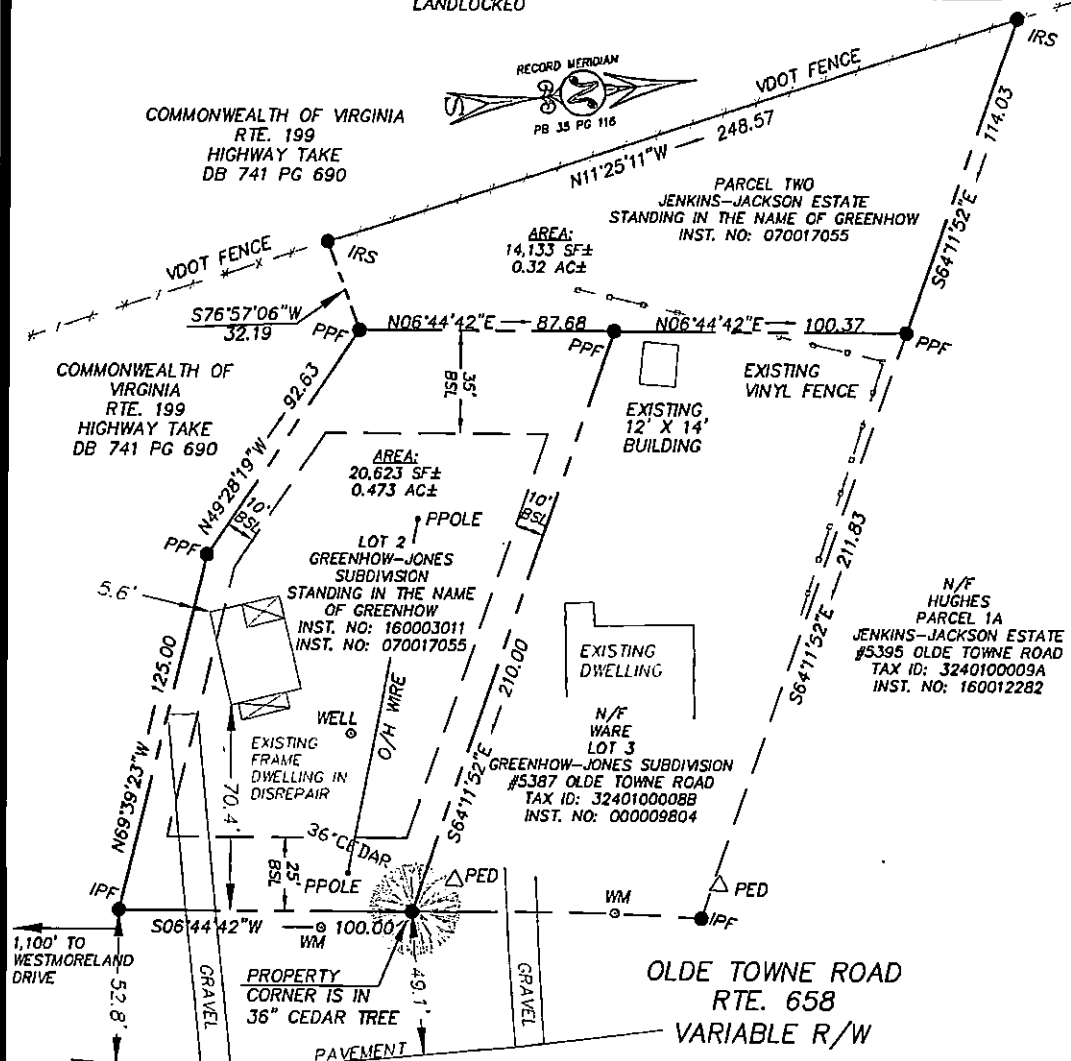 LANDLOCKED
IRS
RECORD MERIDIAN
S
N
PB 35 PG 116
VDOT FENCE
248.57
N11°25'11"W
114.03
S64°11'52"E
COMMONWEALTH OF VIRGINIA
RTE. 199
HIGHWAY TAKE
DB 741 PG 690
PARCEL TWO
JENKINS-JACKSON ESTATE
STANDING IN THE NAME OF GREENHOW
INST. NO: 070017055
AREA:
14,133 SF±
0.32 AC±
VDOT FENCE
IRS
S76°57'06"W
32.19
PPF
N06°44'42"E
87.68
PPF
N06°44'42"E
100.37
PPF
COMMONWEALTH OF
VIRGINIA
RTE. 199
HIGHWAY TAKE
DB 741 PG 690
92.63
N49°28'19"W
35'
BSL
EXISTING
12' X 14'
BUILDING
EXISTING
VINYL FENCE
AREA:
20,623 SF±
0.473 AC±
10'
BSL
10'
BSL
PPOLE
PPF
LOT 2
GREENHOW-JONES
SUBDIVISION
STANDING IN THE NAME
OF GREENHOW
INST. NO: 160003011
INST. NO: 070017055
5.6'
211.83
S64°11'52"E
N/F
HUGHES
PARCEL 1A
JENKINS-JACKSON ESTATE
#5395 OLDE TOWNE ROAD
TAX ID: 3240100009A
INST. NO: 160012282
EXISTING
DWELLING
210.00
S64°11'52"E
125.00
N69°39'23"W
O/H WIRE
WELL
EXISTING
FRAME
DWELLING IN
DISREPAIR
70.4'
N/F
WARE
LOT 3
GREENHOW-JONES SUBDIVISION
#5387 OLDE TOWNE ROAD
TAX ID: 3240100008B
INST. NO: 000009804
36"CEDAR
25'
BSL
PPOLE
PED
PED
IPF
S06°44'42"W
100.00
WM
WM
IPF
1,100' TO
WESTMORELAND
DRIVE
52.8'
GRAVEL
PROPERTY
CORNER IS IN
36" CEDAR TREE
49.1'
GRAVEL
PAVEMENT
OLDE TOWNE ROAD
RTE. 658
VARIABLE R/W